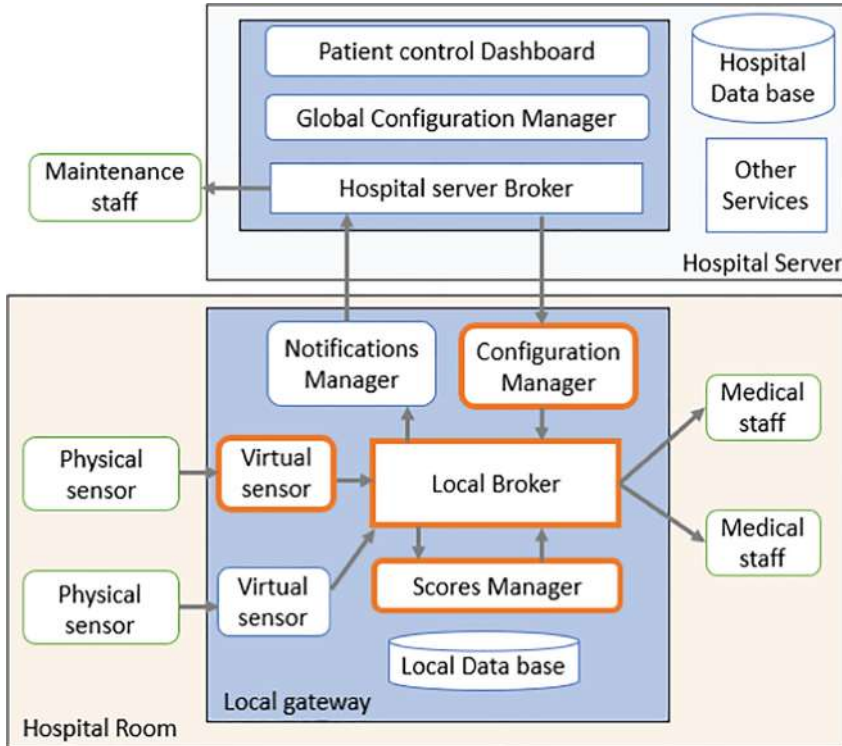 Patient control Dashboard
Hospital
Data base
Global Configuration Manager
Maintenance
staff
Hospital server Broker
Other
Services
Hospital Server
Notifications
Manager
Configuration
Manager
Medical
staff
Physical
sensor
Virtual
sensor
Local Broker
Medical
staff
Physical
sensor
Virtual
sensor
Scores Manager
Local Data base
Local gateway
Hospital Room